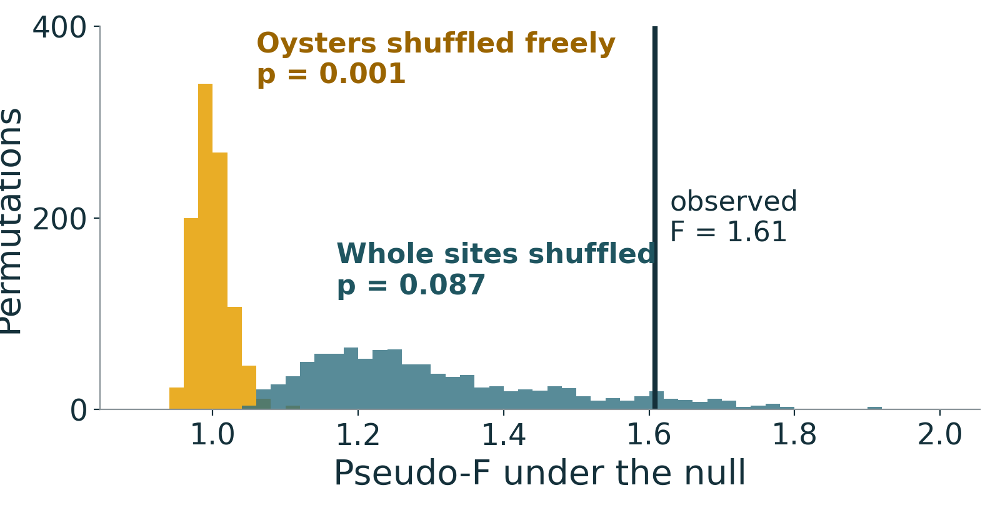 400
Oysters shuffled freely
p = 0.001
observed
F = 1.61
200
Whole sites shuffled
p = 0.087
0
Permutations
1.0 1.2 1.4 1.6 1.8 2.0
Pseudo-F under the null